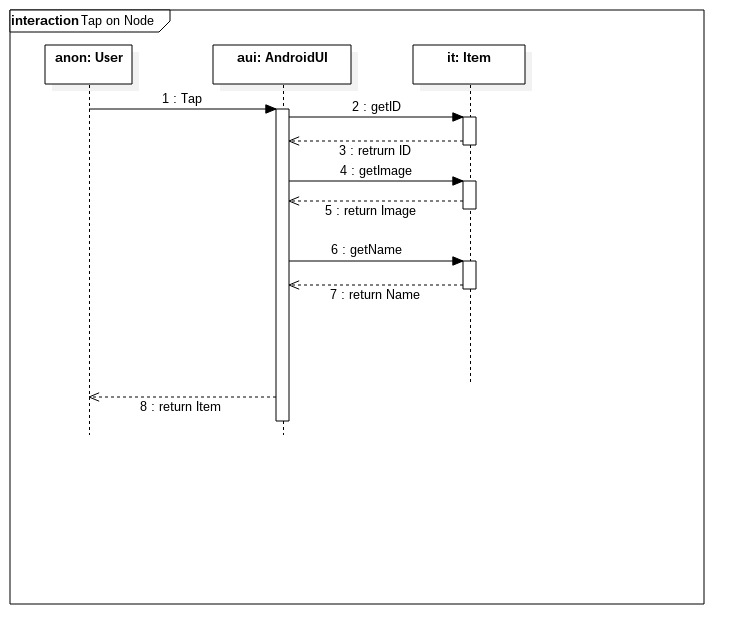 interaction Tap on Node
anon: User
aui: AndroidUI
it: Item
1 : Tap
2 : getID
3 : retrurn ID
4 : getImage
5 : return Image
6 : getName
7 : return Name
8 : return Item